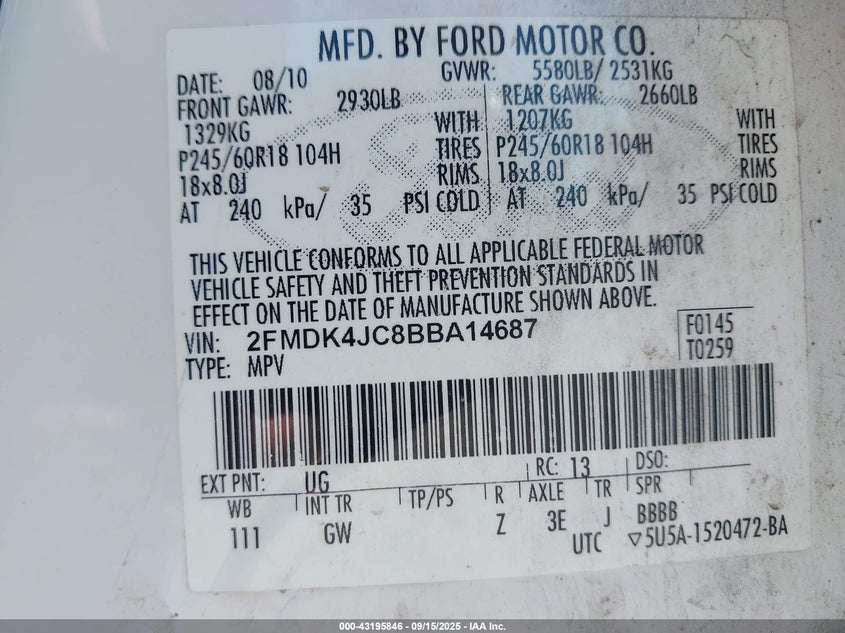 MFD. BY FORD MOTOR CO.
DATE: 08/10 GVWR: 5580LB/ 2531KG
FRONT GAWR: 2930LB REAR GAWR: 2660LB
1329KG WITH 1207KG WITH
P245/60R18 104H TIRES P245/60R18 104H TIRES
18x8.0J RIMS 18x8.0J RIMS
AT 240 kPa/ 35 PSI COLD AT 240 kPa/ 35 PSI COLD
THIS VEHICLE CONFORMS TO ALL APPLICABLE FEDERAL MOTOR
VEHICLE SAFETY AND THEFT PREVENTION STANDARDS IN
EFFECT ON THE DATE OF MANUFACTURE SHOWN ABOVE.
VIN: 2FMDK4JC8BBA14687 F0145
TYPE: MPV T0259
EXT PNT: UG RC: 13 DSO:
WB INT TR TP/PS R AXLE TR SPR
111 GW Z 3E J BBBB
UTC ▽5U5A-1520472-BA
000-43195846 - 09/15/2025 - IAA Inc.